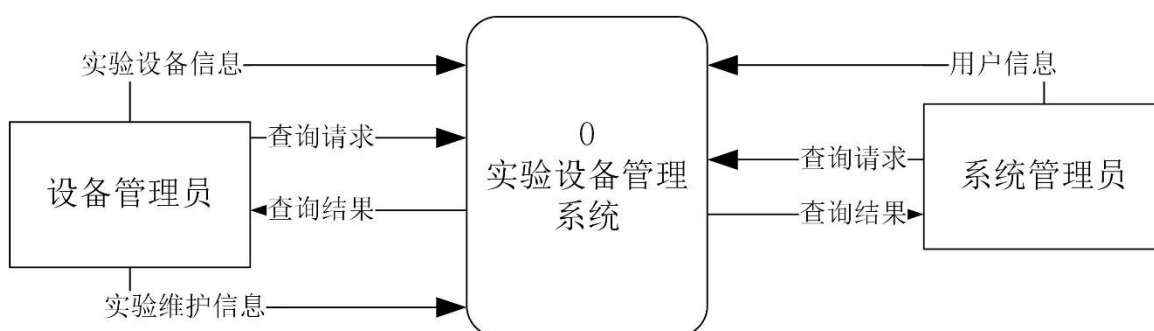 实验设备信息
用户信息
查询请求
0
实验设备管理
系统
查询请求
设备管理员
系统管理员
查询结果
查询结果
实验维护信息